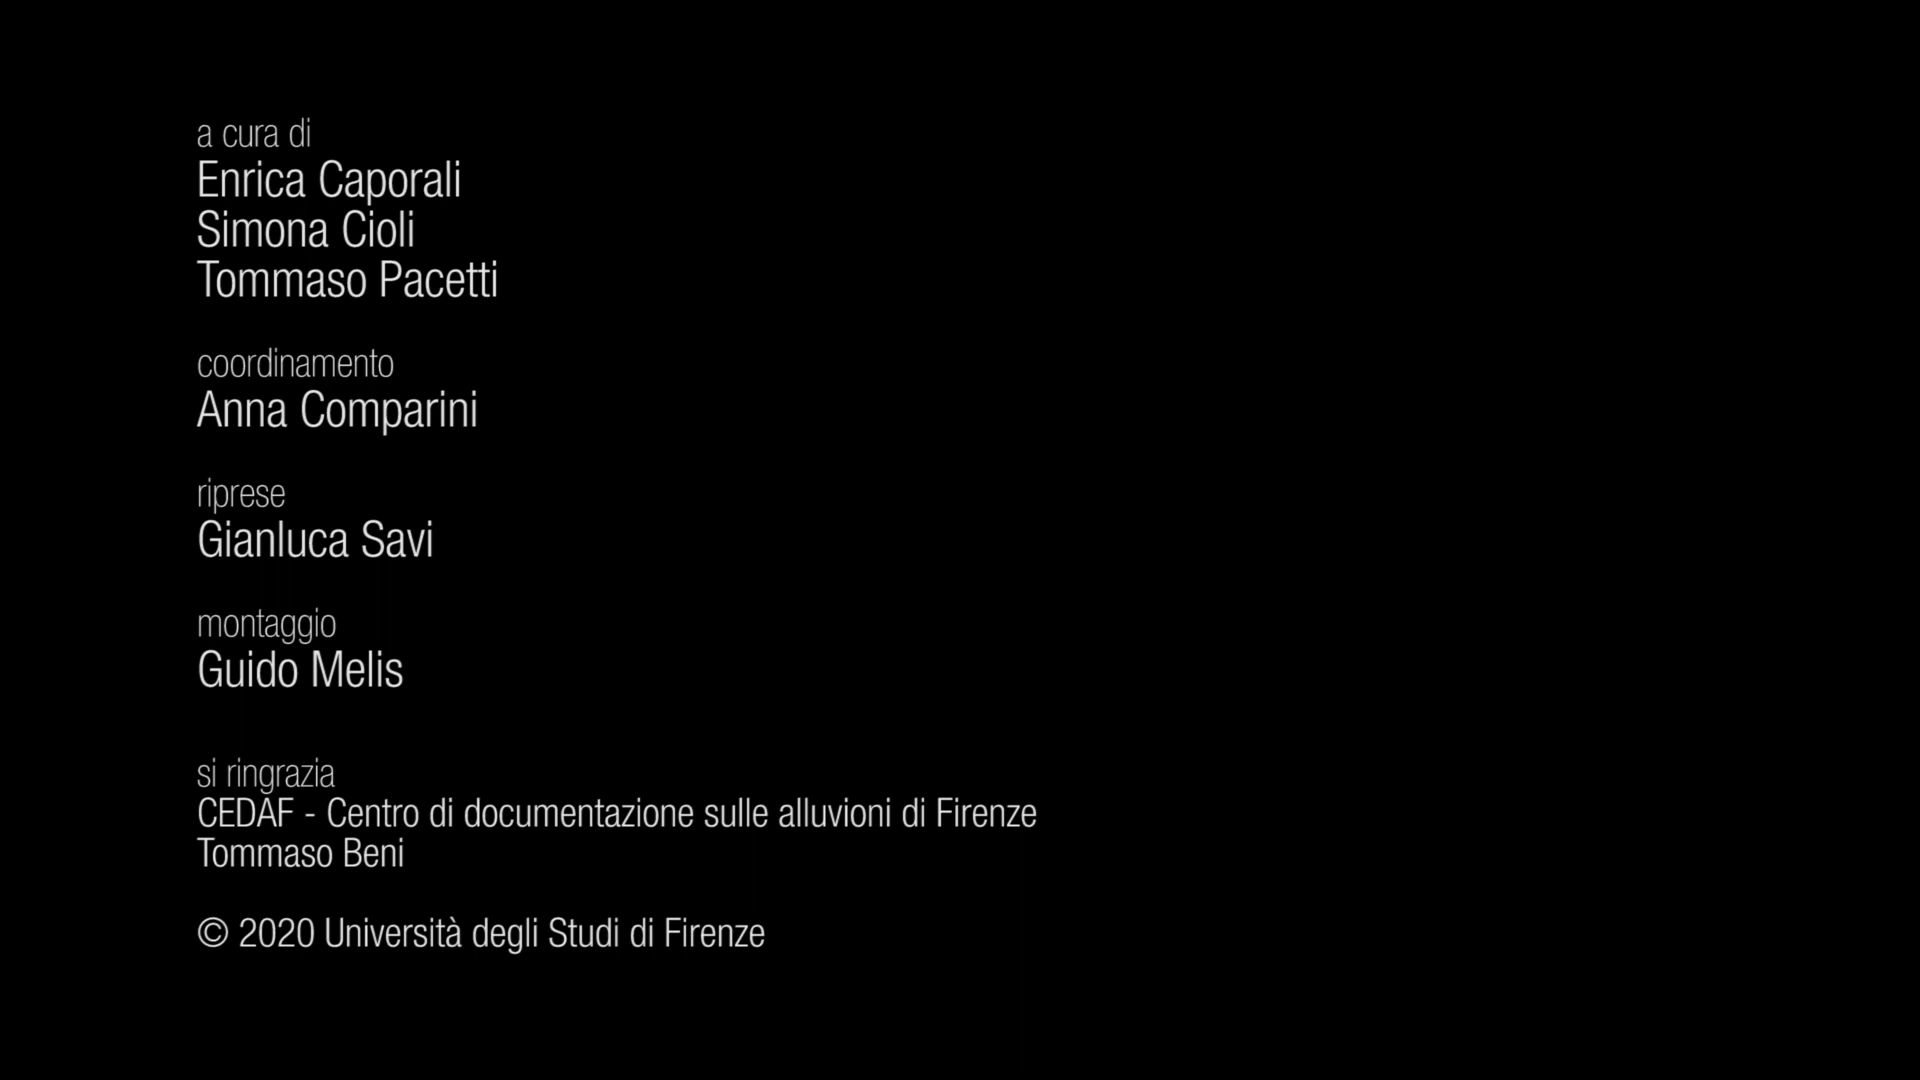 a cura di
Enrica Caporali
Simona Cioli
Tommaso Pacetti
coordinamento
Anna Comparini
riprese
Gianluca Savi
montaggio
Guido Melis
si ringrazia
CEDAF - Centro di documentazione sulle alluvioni di Firenze
Tommaso Beni
© 2020 Università degli Studi di Firenze